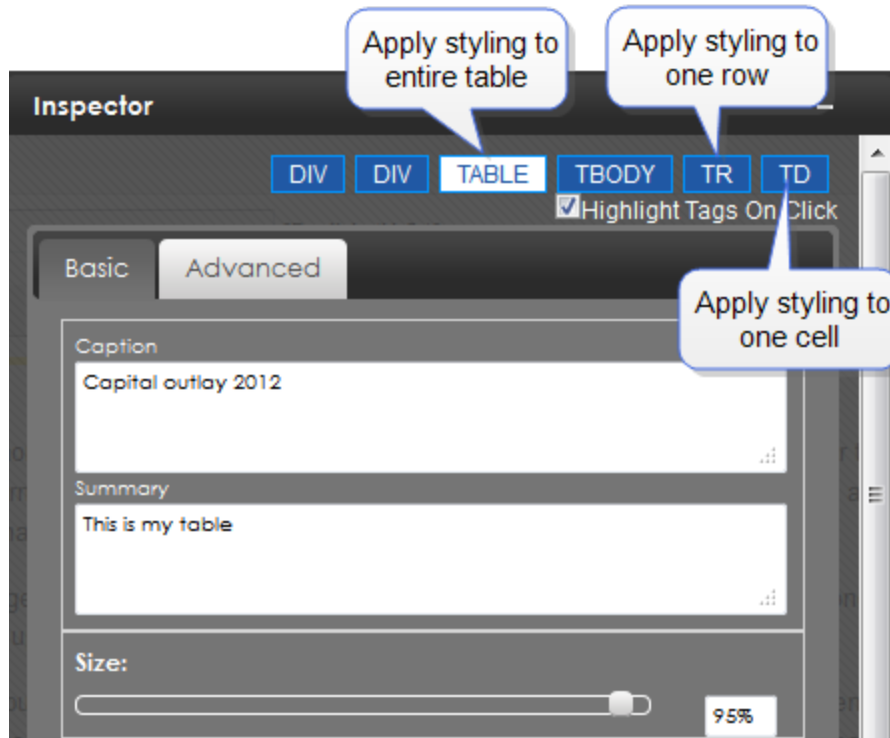 Apply styling to
entire table
Apply styling to
one row
Inspector
DIV DIV TABLE TBODY TR TD
Highlight Tags On Click
Basic Advanced
Apply styling to
one cell
Caption
Capital outlay 2012
Summary
This is my table
Size:
95%